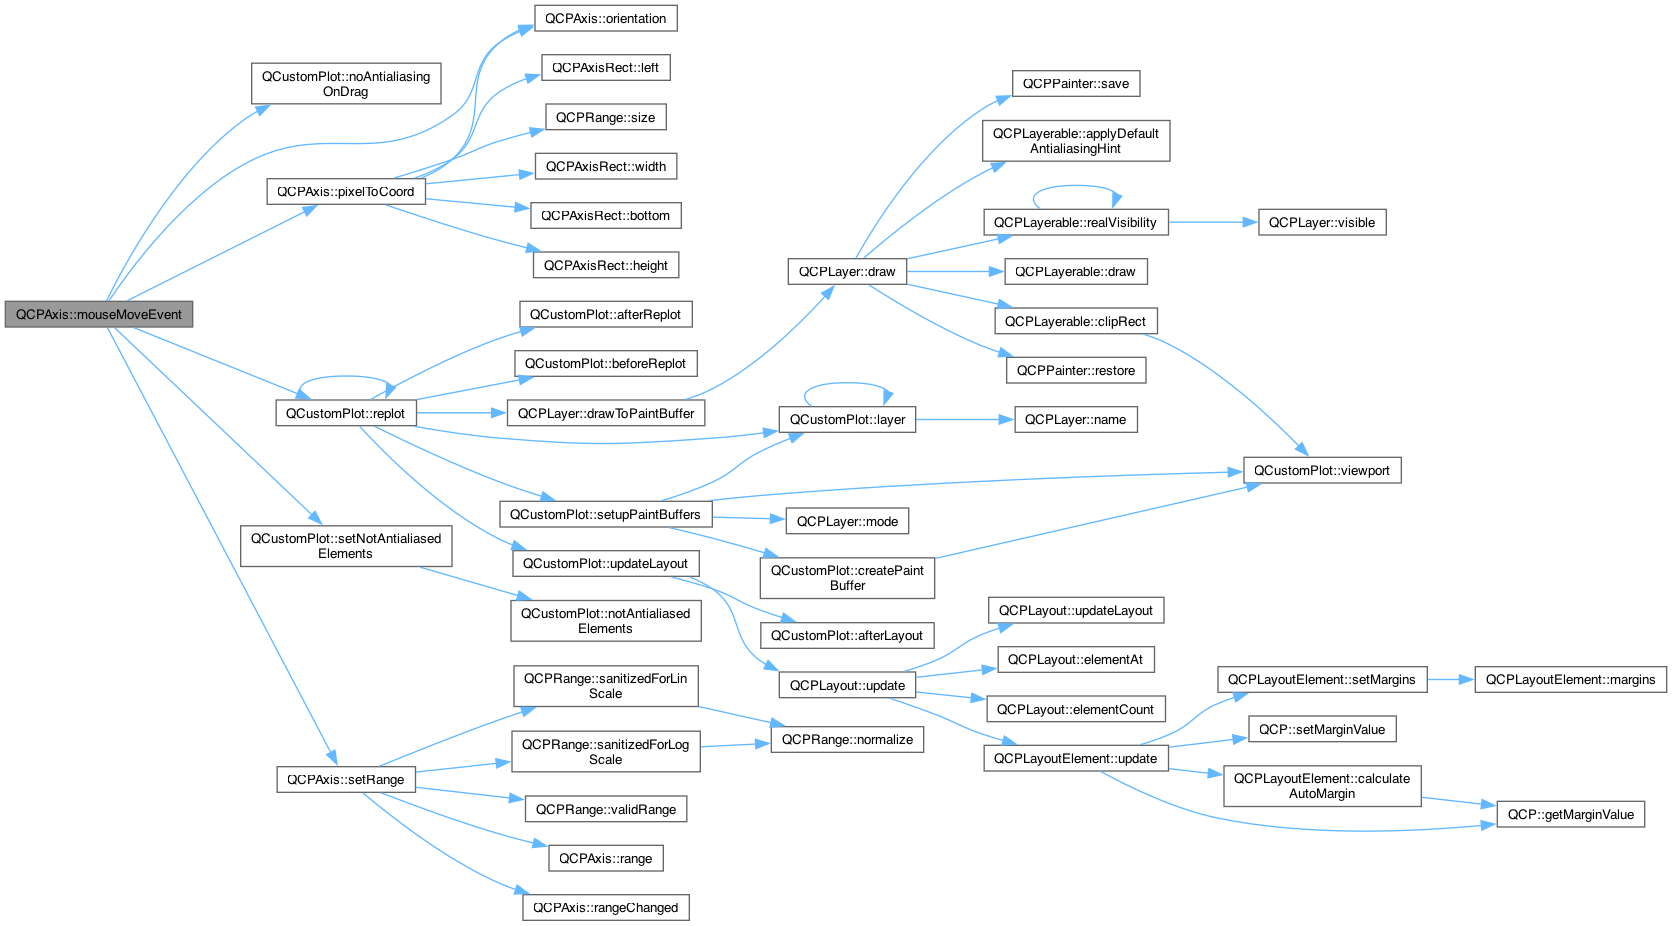 QCPAxis::mouseMoveEvent
QCustomPlot::noAntialiasing
OnDrag
QCPAxis::pixelToCoord
QCustomPlot::replot
QCustomPlot::setNotAntialiased
Elements
QCPAxis::setRange
QCPAxis::orientation
QCPAxisRect::left
QCPRange::size
QCPAxisRect::width
QCPAxisRect::bottom
QCPAxisRect::height
QCustomPlot::afterReplot
QCustomPlot::beforeReplot
QCPLayer::drawToPaintBuffer
QCustomPlot::setupPaintBuffers
QCustomPlot::updateLayout
QCustomPlot::notAntialiased
Elements
QCPRange::sanitizedForLin
Scale
QCPRange::sanitizedForLog
Scale
QCPRange::validRange
QCPAxis::range
QCPAxis::rangeChanged
QCPLayer::draw
QCustomPlot::layer
QCPLayer::mode
QCustomPlot::createPaint
Buffer
QCustomPlot::afterLayout
QCPLayout::update
QCPRange::normalize
QCPPainter::save
QCPLayerable::applyDefault
AntialiasingHint
QCPLayerable::realVisibility
QCPLayerable::draw
QCPLayerable::clipRect
QCPPainter::restore
QCPLayer::name
QCPLayout::updateLayout
QCPLayout::elementAt
QCPLayout::elementCount
QCPLayoutElement::update
QCPLayer::visible
QCustomPlot::viewport
QCPLayoutElement::setMargins
QCP::setMarginValue
QCPLayoutElement::calculate
AutoMargin
QCPLayoutElement::margins
QCP::getMarginValue